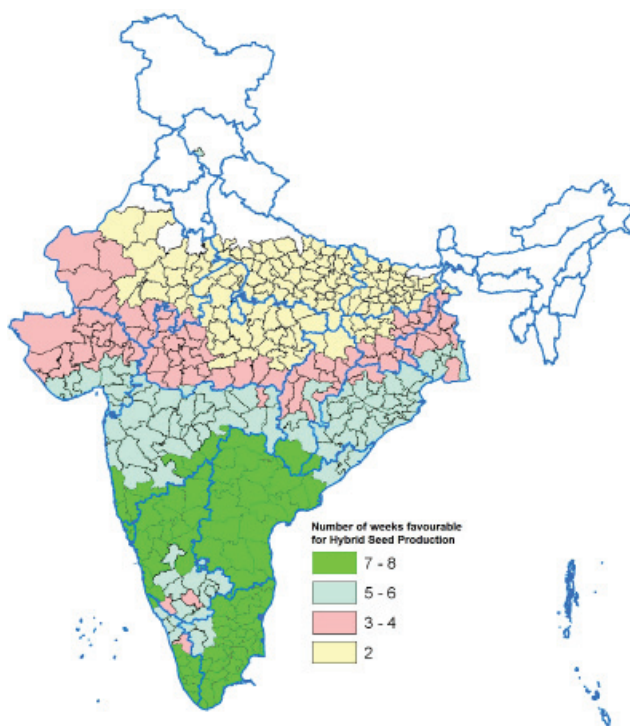 Number of weeks favourable
for Hybrid Seed Production
7 - 8
5 - 6
3 - 4
2